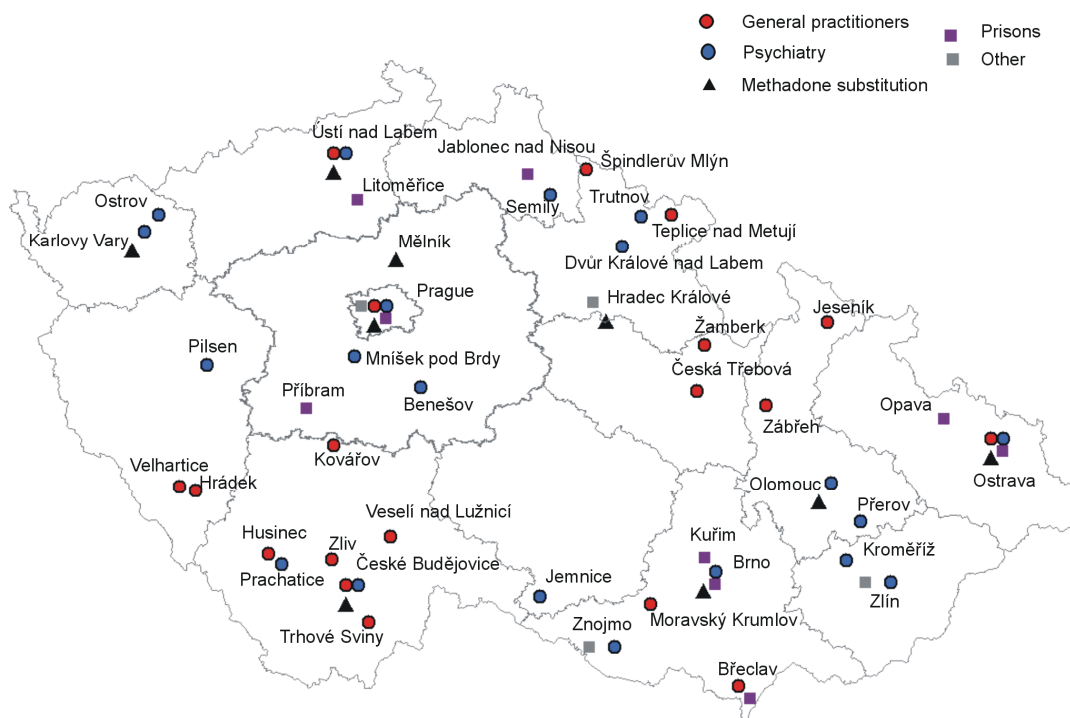 General practitioners
Psychiatry
Methadone substitution
Prisons
Other
Ústí nad Labem
Jablonec nad Nisou
Špindlerův Mlýn
Litoměřice
Ostrov
Semily
Trutnov
Karlovy Vary
Teplice nad Metují
Mělník
Dvůr Králové nad Labem
Prague
Hradec Králové
Jeseník
Žamberk
Pilsen
Mníšek pod Brdy
Česká Třebová
Příbram
Benešov
Opava
Zábřeh
Kovářov
Velhartice
Hrádek
Olomouc
Ostrava
Přerov
Veselí nad Lužnicí
Husinec
Zliv
Kuřim
Kroměříž
České Budějovice
Brno
Prachatice
Jemnice
Zlín
Moravský Krumlov
Znojmo
Trhové Sviny
Břeclav